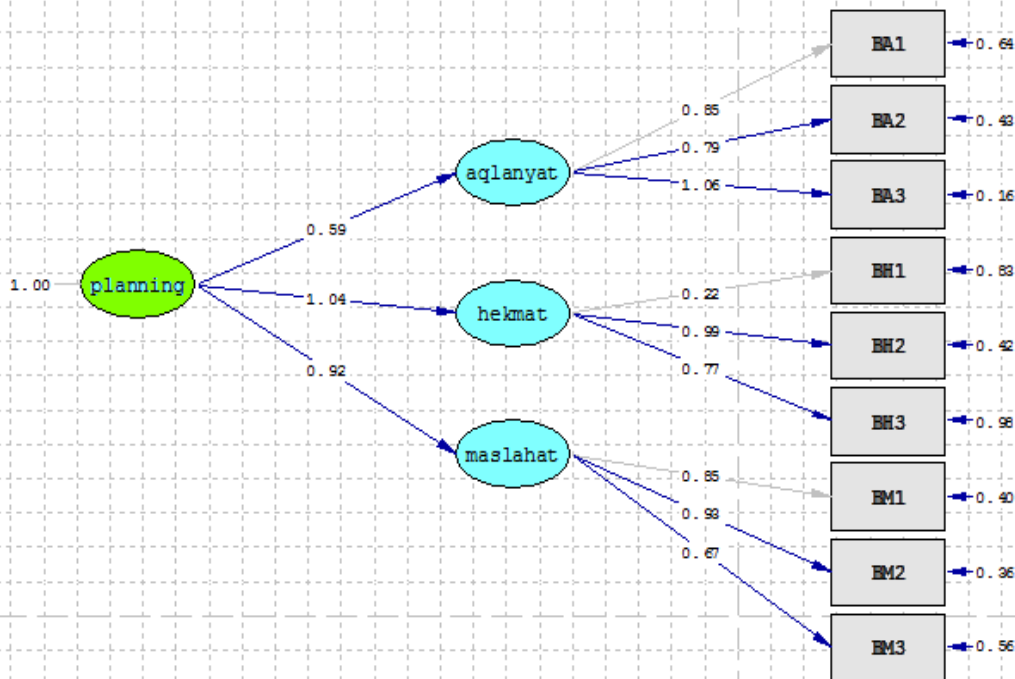 BA1
0.64
0.85
BA2
0.43
0.79
aqlanyat
1.06
BA3
0.16
0.59
BH1
0.83
1.00
planning
0.22
1.04
hekmat
0.99
BH2
0.42
0.77
0.92
BH3
0.98
maslahat
0.85
BM1
0.40
0.93
0.67
BM2
0.36
BM3
0.56